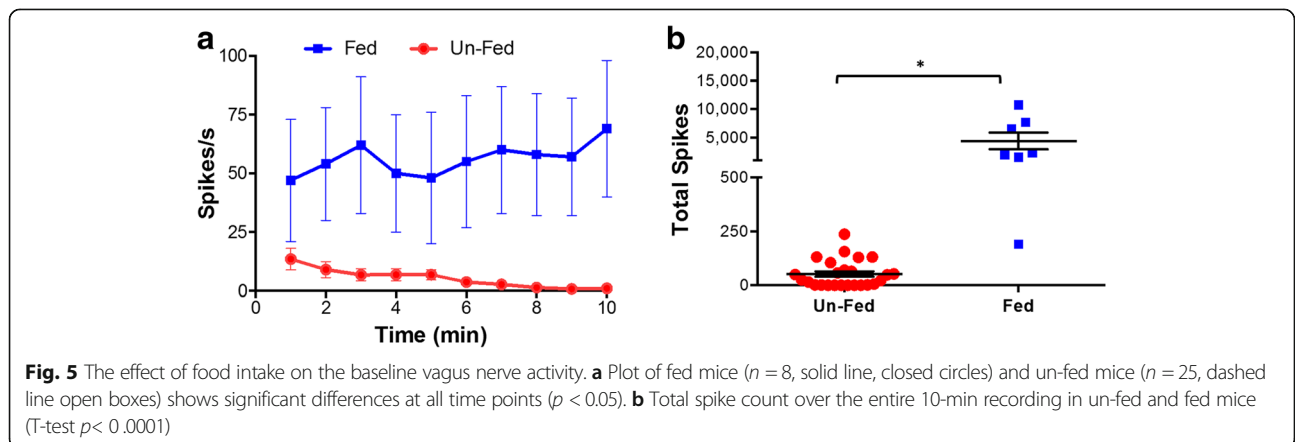 a
Fed Un-Fed
100
75
50
25
0
Spikes/s
0 2 4 6 8 10
Time (min)
b
*
20,000
15,000
10,000
5,000
500
250
0
Total Spikes
Un-Fed Fed
Fig. 5 The effect of food intake on the baseline vagus nerve activity. a Plot of fed mice (n = 8, solid line, closed circles) and un-fed mice (n = 25, dashed
line open boxes) shows significant differences at all time points (p < 0.05). b Total spike count over the entire 10-min recording in un-fed and fed mice
(T-test p< 0 .0001)